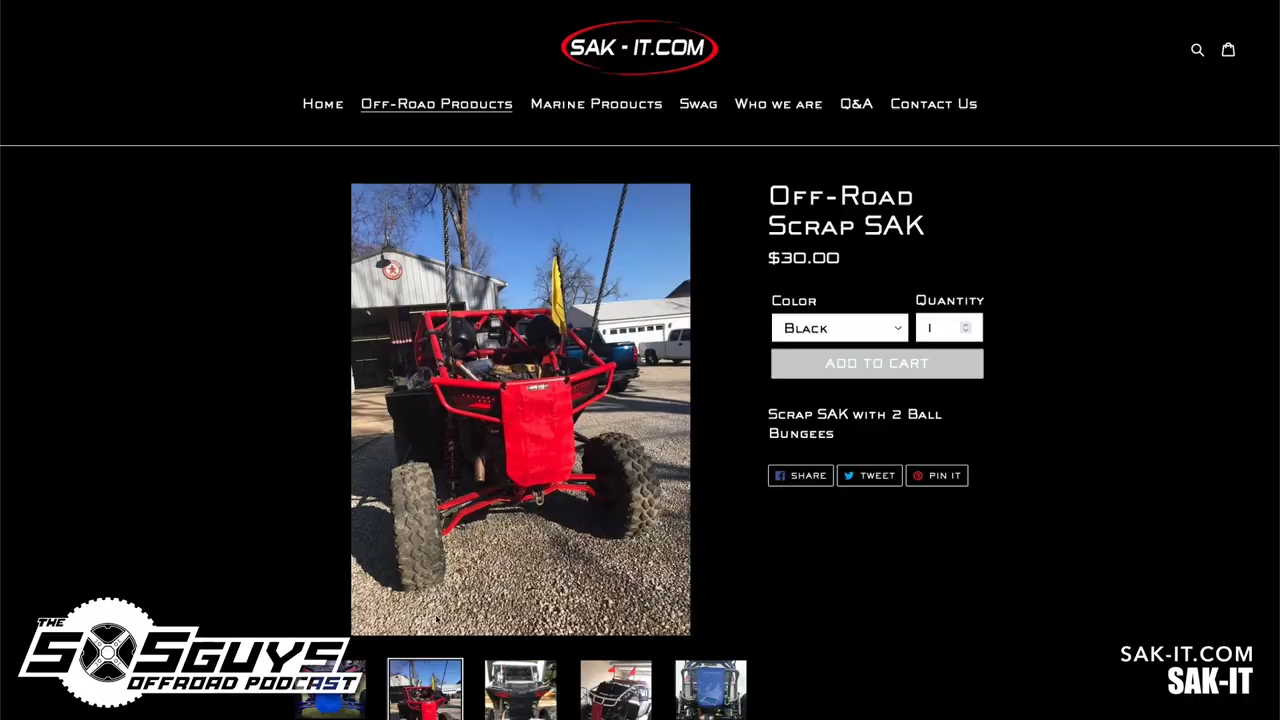 SAK - IT.COM
Home Off-Road Products Marine Products Swag Who we are Q&A Contact Us
Off-Road
Scrap SAK
$30.00
Color Quantity
Black 1
ADD TO CART
Scrap SAK with 2 Ball
Bungees
SHARE TWEET PIN IT
THE
SXSGUYS
OFFROAD PODCAST
SAK-IT.COM
SAK-IT